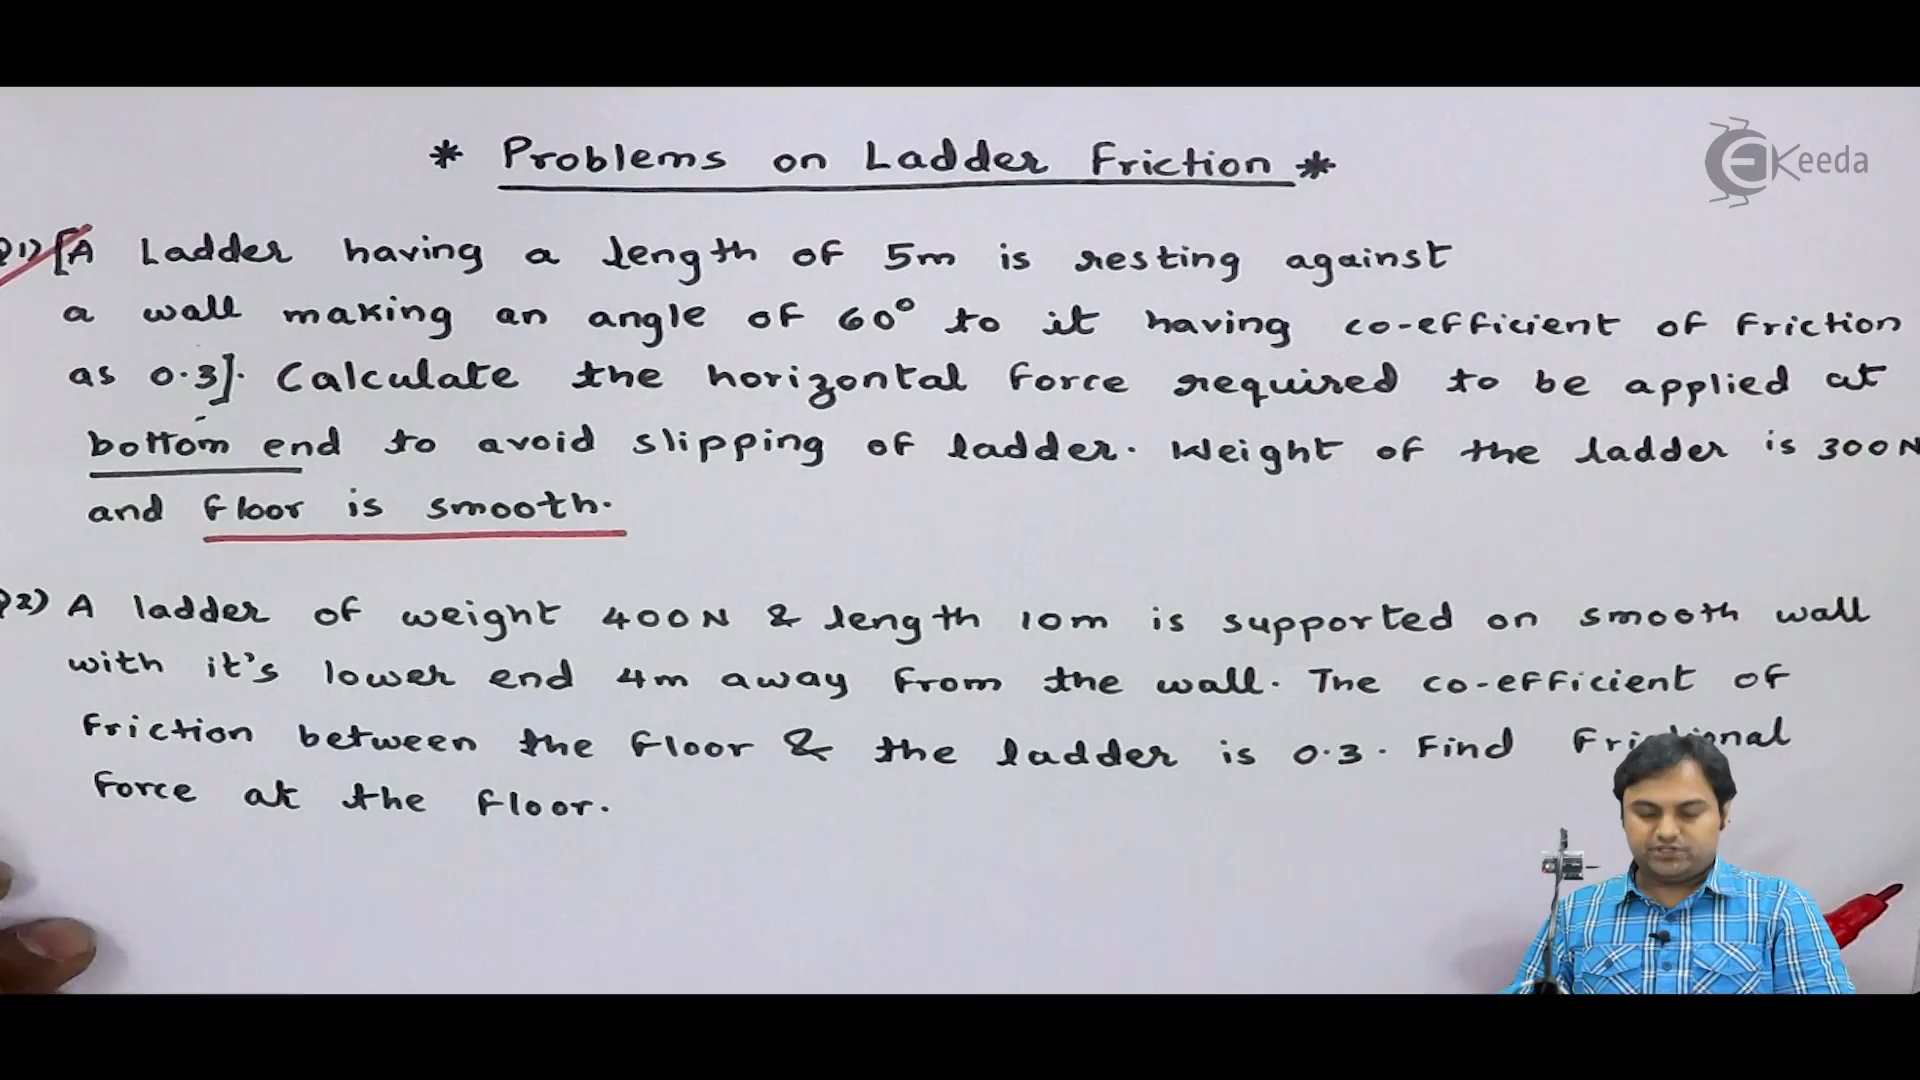 * Problems on Ladder Friction *
EKeeda
Q1) [A Ladder having a length of 5m is resting against
a wall making an angle of 60° to it having co-efficient of friction
as 0.3]. Calculate the horizontal force required to be applied at
bottom end to avoid slipping of ladder. Weight of the ladder is 300N
and floor is smooth.
Q2) A ladder of weight 400N & length 10m is supported on smooth wall
with it's lower end 4m away from the wall. The co-efficient of
friction between the floor & the ladder is 0.3. Find
force at the floor.